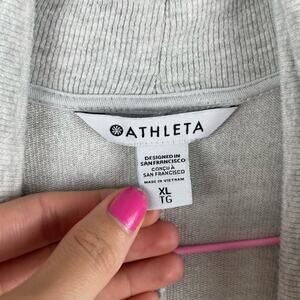 ATHLETA
DESIGNED IN
SAN FRANCISCO
CONÇU À
SAN FRANCISCO
MADE IN VIETNAM
XL
TG